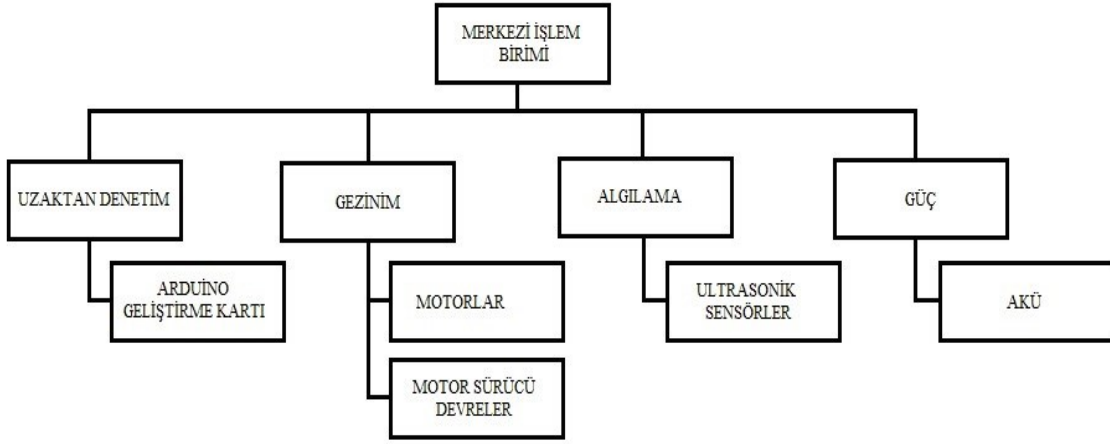 MERKEZİ İŞLEM
BİRİMİ
UZAKTAN DENETİM
GEZİNİM
ALGILAMA
GÜÇ
ARDUİNO
GELİŞTİRME KARTI
MOTORLAR
ULTRASONİK
SENSÖRLER
AKÜ
MOTOR SÜRÜCÜ
DEVRELER